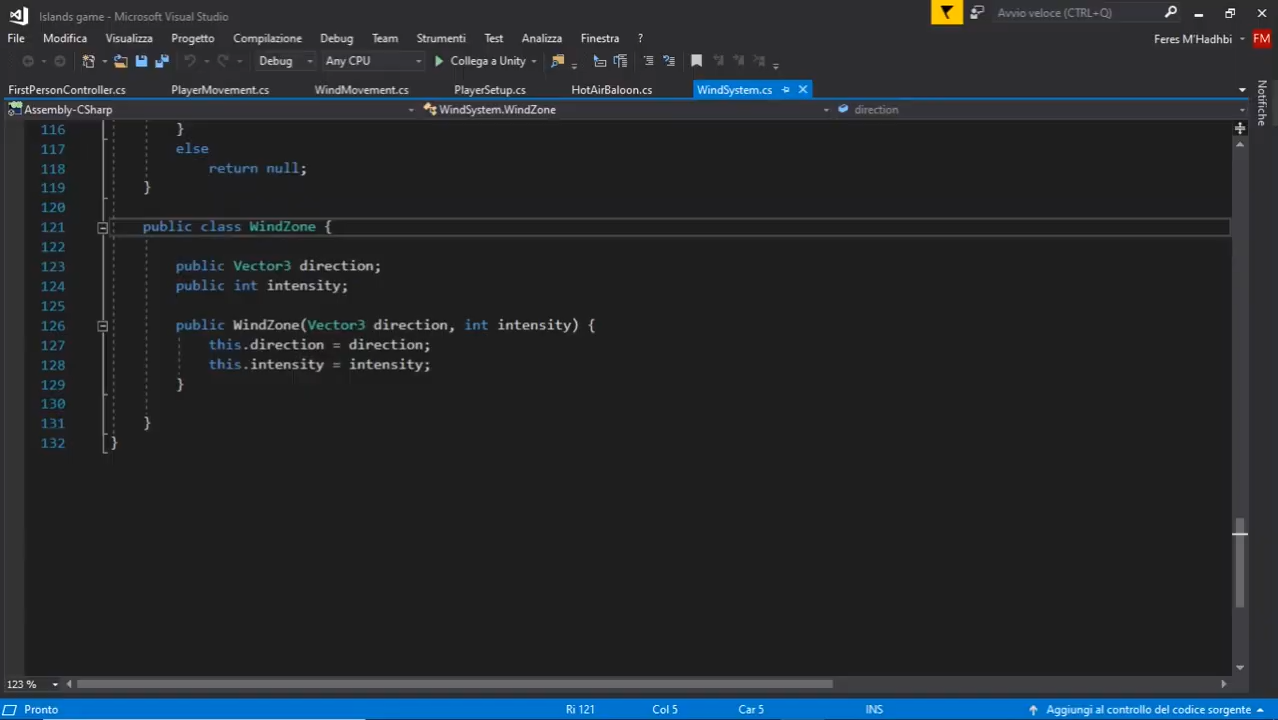 Islands game - Microsoft Visual Studio
Avvio veloce (CTRL+Q)
File Modifica Visualizza Progetto Compilazione Debug Team Strumenti Test Analizza Finestra ?
Feres M'Hadhbi FM
Debug Any CPU Collega a Unity
FirstPersonController.cs PlayerMovement.cs WindMovement.cs PlayerSetup.cs HotAirBaloon.cs WindSystem.cs
Notifiche
Assembly-CSharp WindSystem.WindZone direction
116 }
117 else
118 return null;
119 }
120
121 public class WindZone {
122
123 public Vector3 direction;
124 public int intensity;
125
126 public WindZone(Vector3 direction, int intensity) {
127 this.direction = direction;
128 this.intensity = intensity;
129 }
130
131 }
132 }
123 %
Pronto Ri 121 Col 5 Car 5 INS Aggiungi al controllo del codice sorgente